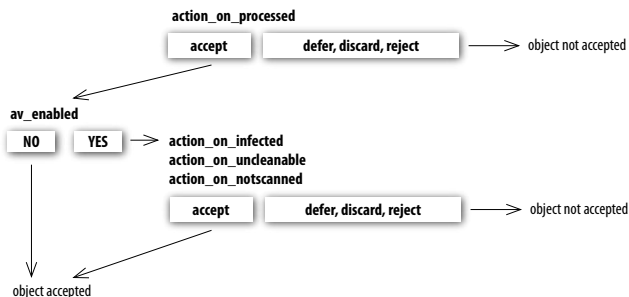 action_on_processed
accept
defer, discard, reject
object not accepted
av_enabled
NO
YES
action_on_infected
action_on_uncleanable
action_on_notscanned
accept
defer, discard, reject
object not accepted
object accepted